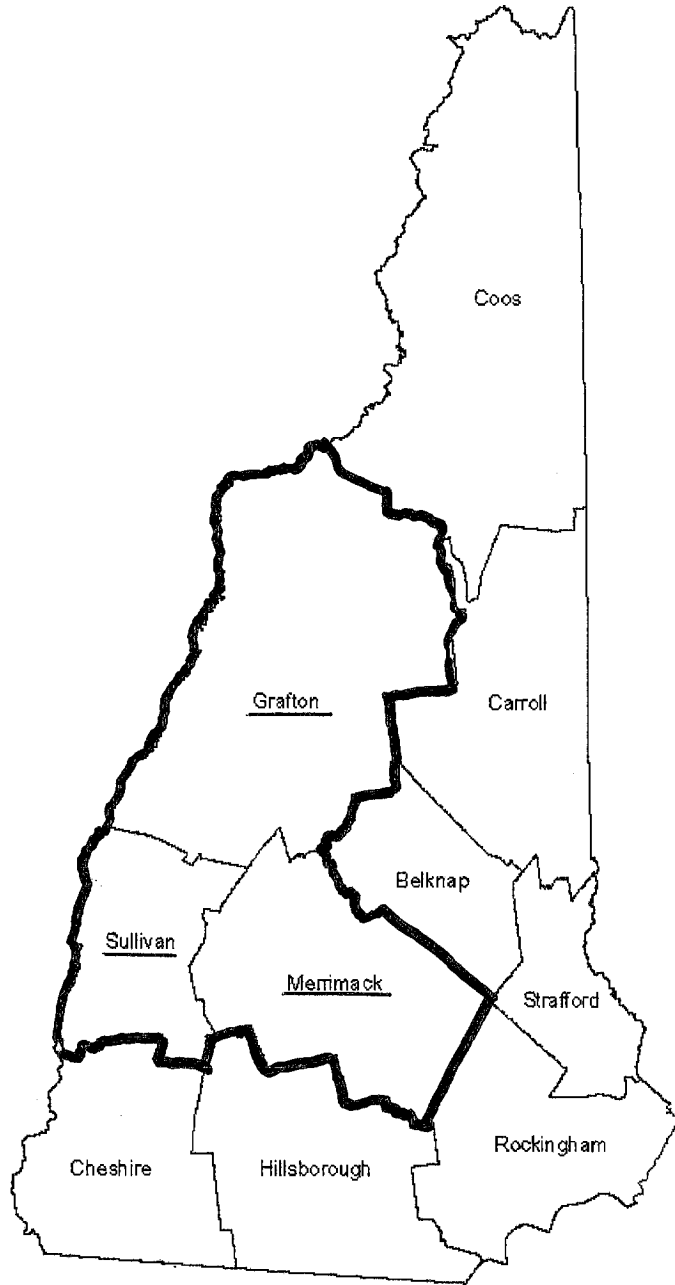 Coos
Grafton
Carroll
Belknap
Sullivan
Merrimack
Strafford
Rockingham
Cheshire
Hillsborough